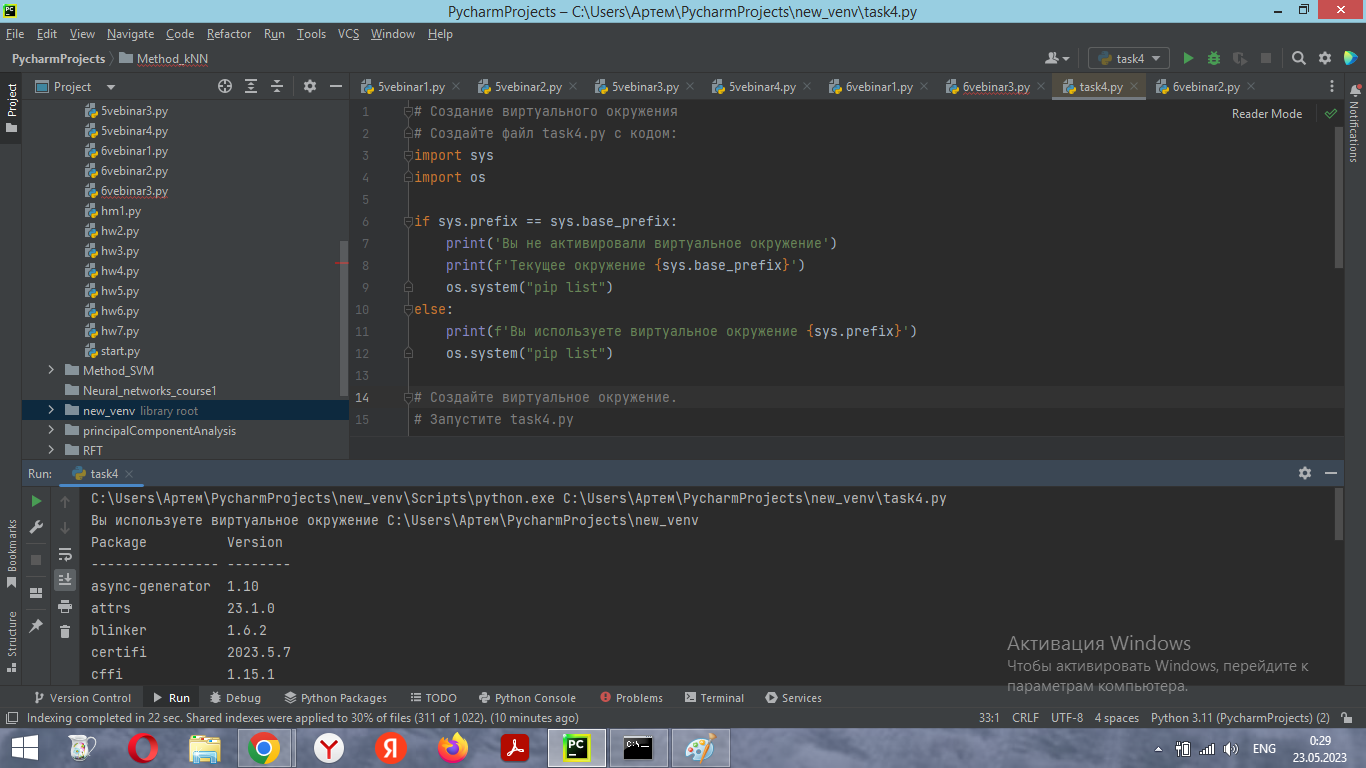 PycharmProjects – C:\Users\Артем\PycharmProjects\new_venv\task4.py
File Edit View Navigate Code Refactor Run Tools VCS Window Help
PycharmProjects Method_kNN
task4
Project
5vebinar1.py 5vebinar2.py 5vebinar3.py 5vebinar4.py 6vebinar1.py 6vebinar3.py task4.py 6vebinar2.py
Project
Notifications
Reader Mode
5vebinar3.py
5vebinar4.py
6vebinar1.py
6vebinar2.py
6vebinar3.py
hm1.py
hw2.py
hw3.py
hw4.py
hw5.py
hw6.py
hw7.py
start.py
Method_SVM
Neural_networks_course1
new_venv library root
principalComponentAnalysis
RFT
1 # Создание виртуального окружения
2 # Создайте файл task4.py с кодом:
3 import sys
4 import os
5
6 if sys.prefix == sys.base_prefix:
7 print('Вы не активировали виртуальное окружение')
8 print(f'Текущее окружение {sys.base_prefix}')
9 os.system("pip list")
10 else:
11 print(f'Вы используете виртуальное окружение {sys.prefix}')
12 os.system("pip list")
13
14 # Создайте виртуальное окружение.
15 # Запустите task4.py
Run: task4
C:\Users\Артем\PycharmProjects\new_venv\Scripts\python.exe C:\Users\Артем\PycharmProjects\new_venv\task4.py
Вы используете виртуальное окружение C:\Users\Артем\PycharmProjects\new_venv
Package Version
---------------- --------
async-generator 1.10
attrs 23.1.0
blinker 1.6.2
certifi 2023.5.7
cffi 1.15.1
Bookmarks
Structure
Активация Windows
Чтобы активировать Windows, перейдите к
параметрам компьютера.
Version Control Run Debug Python Packages TODO Python Console Problems Terminal Services
Indexing completed in 22 sec. Shared indexes were applied to 30% of files (311 of 1,022). (10 minutes ago) 33:1 CRLF UTF-8 4 spaces Python 3.11 (PycharmProjects) (2)
PC
C:\_
ENG
0:29
23.05.2023